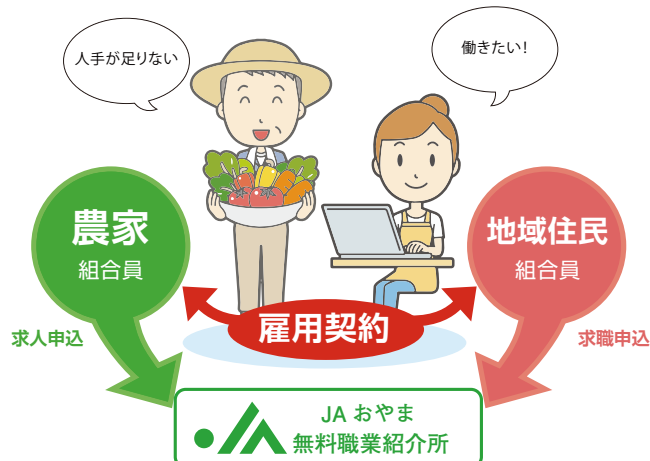 人手が足りない
働きたい!
農家
組合員
地域住民
組合員
求人申込
雇用契約
求職申込
JA おやま
無料職業紹介所